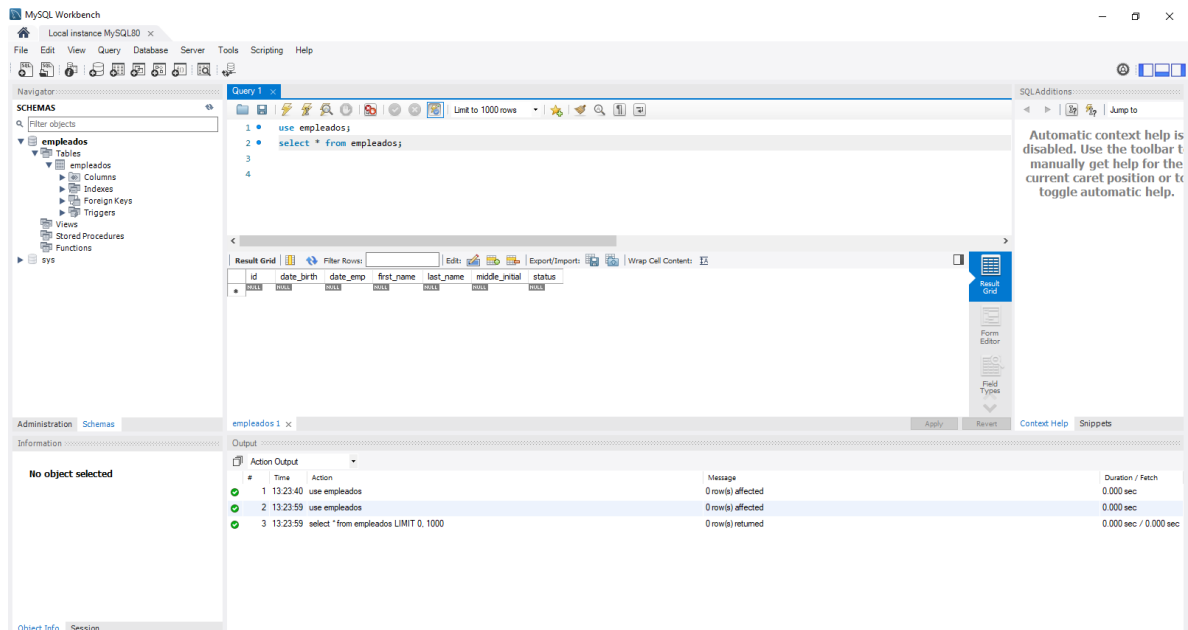 MySQL Workbench
Local instance MySQL80
File Edit View Query Database Server Tools Scripting Help
Navigator
SCHEMAS
Filter objects
empleados
Tables
empleados
Columns
Indexes
Foreign Keys
Triggers
Views
Stored Procedures
Functions
sys
Administration Schemas
Information
No object selected
Object Info Session
Query 1
Limit to 1000 rows
1 use empleados;
2 select * from empleados;
3
4
Result Grid Filter Rows: Edit: Export/Import: Wrap Cell Content:
id date_birth date_emp first_name last_name middle_initial status
NULL NULL NULL NULL NULL NULL NULL
Result
Grid
Form
Editor
Field
Types
empleados 1 Apply Revert
SQLAdditions
Jump to
Automatic context help is
disabled. Use the toolbar t
manually get help for the
current caret position or to
toggle automatic help.
Context Help Snippets
Output
Action Output
# Time Action Message Duration / Fetch
1 13:23:40 use empleados 0 row(s) affected 0.000 sec
2 13:23:59 use empleados 0 row(s) affected 0.000 sec
3 13:23:59 select * from empleados LIMIT 0, 1000 0 row(s) returned 0.000 sec / 0.000 sec